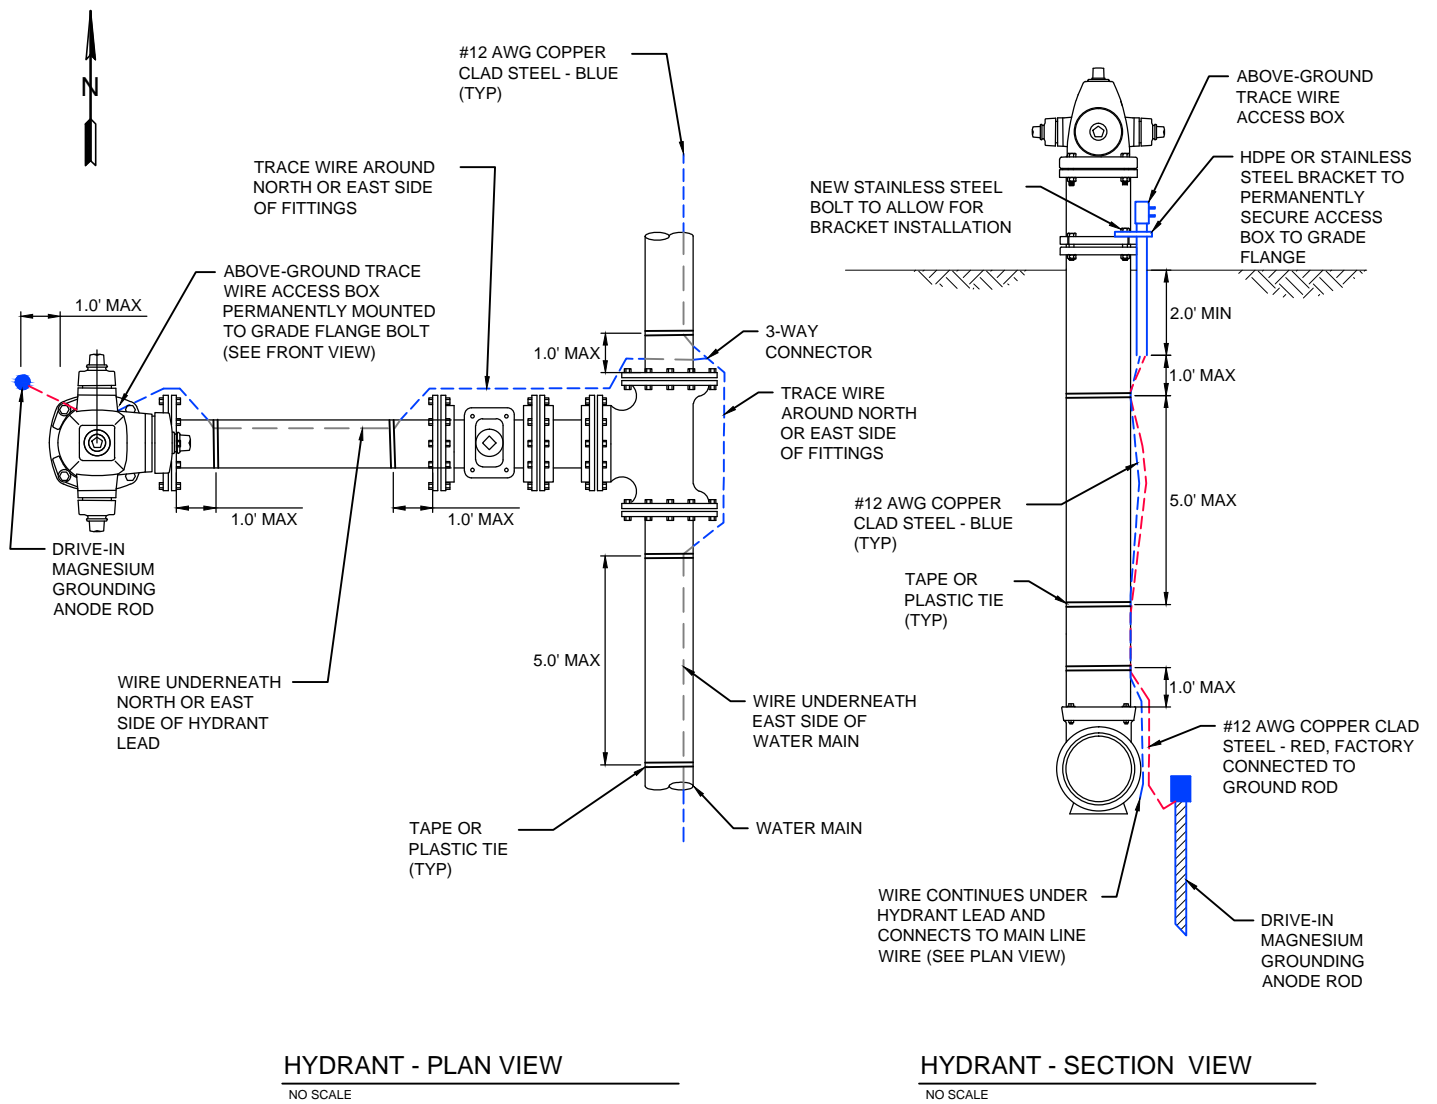 N
#12 AWG COPPER
CLAD STEEL - BLUE
(TYP)
TRACE WIRE AROUND
NORTH OR EAST SIDE
OF FITTINGS
ABOVE-GROUND TRACE
WIRE ACCESS BOX
PERMANENTLY MOUNTED
TO GRADE FLANGE BOLT
(SEE FRONT VIEW)
1.0' MAX
1.0' MAX
3-WAY
CONNECTOR
TRACE WIRE
AROUND NORTH
OR EAST SIDE
OF FITTINGS
1.0' MAX
1.0' MAX
DRIVE-IN
MAGNESIUM
GROUNDING
ANODE ROD
WIRE UNDERNEATH
NORTH OR EAST
SIDE OF HYDRANT
LEAD
5.0' MAX
WIRE UNDERNEATH
EAST SIDE OF
WATER MAIN
TAPE OR
PLASTIC TIE
(TYP)
WATER MAIN
HYDRANT - PLAN VIEW
NO SCALE
ABOVE-GROUND
TRACE WIRE
ACCESS BOX
HDPE OR STAINLESS
STEEL BRACKET TO
PERMANENTLY
SECURE ACCESS
BOX TO GRADE
FLANGE
NEW STAINLESS STEEL
BOLT TO ALLOW FOR
BRACKET INSTALLATION
2.0' MIN
1.0' MAX
5.0' MAX
#12 AWG COPPER
CLAD STEEL - BLUE
(TYP)
TAPE OR
PLASTIC TIE
(TYP)
1.0' MAX
#12 AWG COPPER CLAD
STEEL - RED, FACTORY
CONNECTED TO
GROUND ROD
WIRE CONTINUES UNDER
HYDRANT LEAD AND
CONNECTS TO MAIN LINE
WIRE (SEE PLAN VIEW)
DRIVE-IN
MAGNESIUM
GROUNDING
ANODE ROD
HYDRANT - SECTION VIEW
NO SCALE